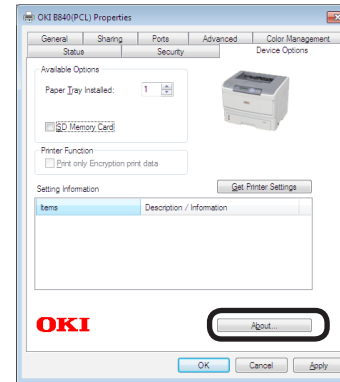 OKI B840(PCL) Properties
General Sharing Ports Advanced Color Management
Status Security Device Options
Available Options
Paper Tray Installed: 1
SD Memory Card
Printer Function
Print only Encryption print data
Setting Information Get Printer Settings
Items Description / Information
OKI About...
OK Cancel Apply